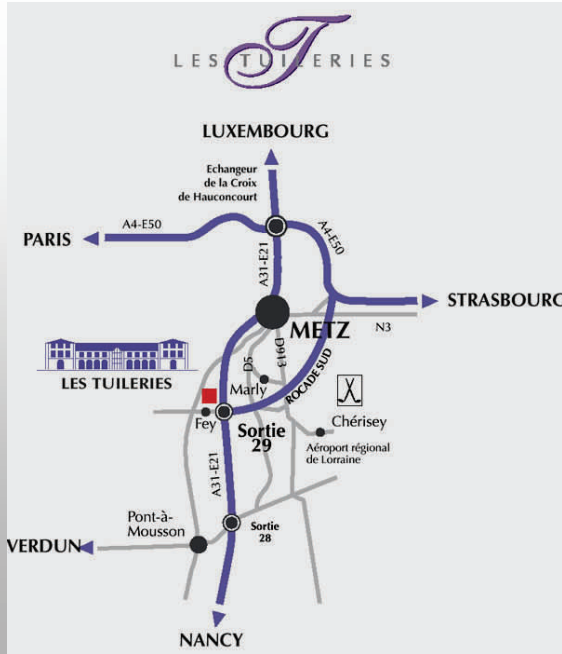 LES TUILERIES
LUXEMBOURG
Echangeur
de la Croix
de Hauconcourt
A4-E50
A4-E50
PARIS
A31-E21
STRASBOURG
METZ
N3
D5
D913
ROCADE SUD
LES TUILERIES
Marly
Fey
Sortie
29
Chérisey
Aéroport régional
de Lorraine
A31-E21
Pont-à-
Mousson
Sortie
28
VERDUN
NANCY